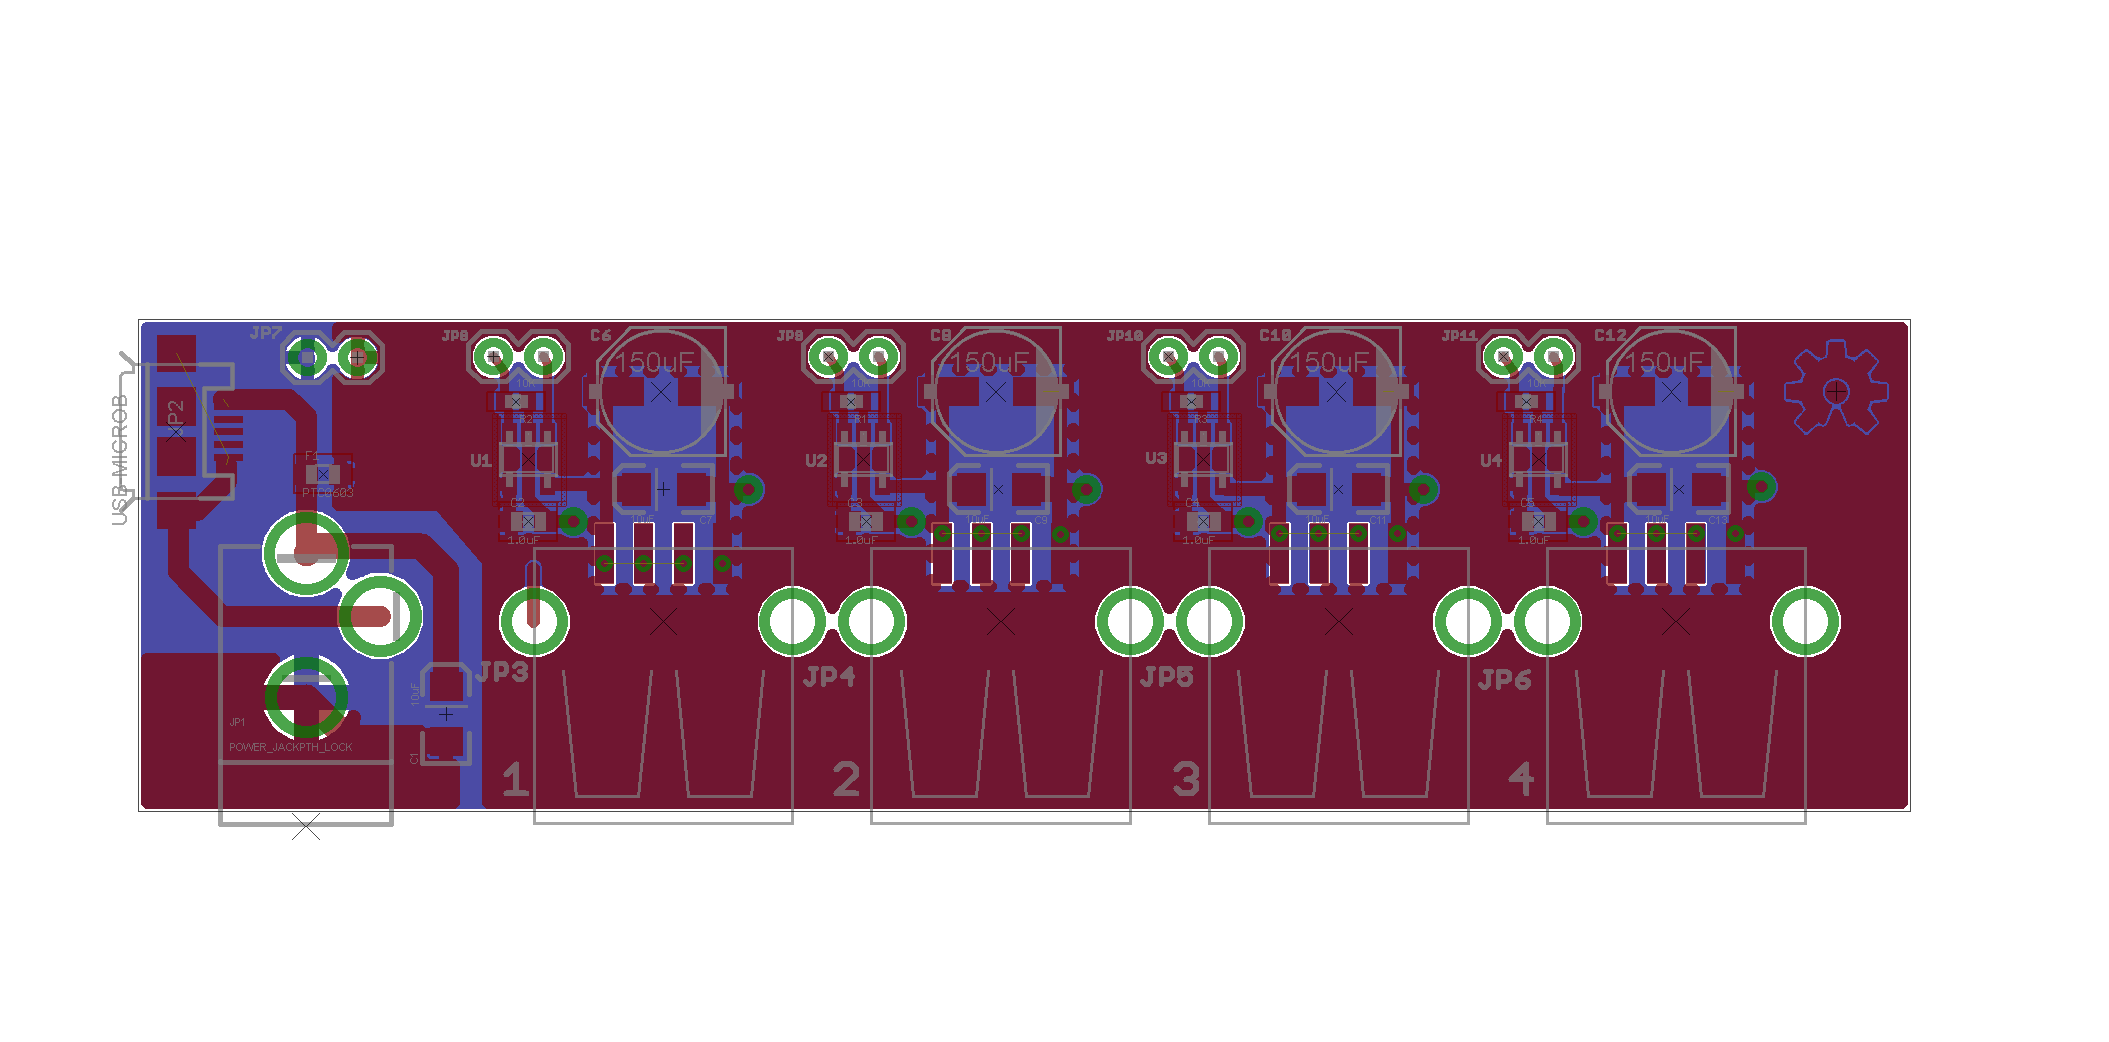 JP7
JP8
C6
150uF
JP9
C8
150uF
JP10
C10
150uF
JP11
C12
150uF
USB-MICROB
JP2
10K
R2
10K
R1
10K
R3
10K
R4
F1
PTC0603
U1
U2
U3
U4
C2
1.0uF
10uF
C7
C3
1.0uF
10uF
C9
C4
1.0uF
10uF
C11
C5
1.0uF
10uF
C13
JP3
JP4
JP5
JP6
10uF
C1
JP1
POWER_JACKPTH_LOCK
1
2
3
4